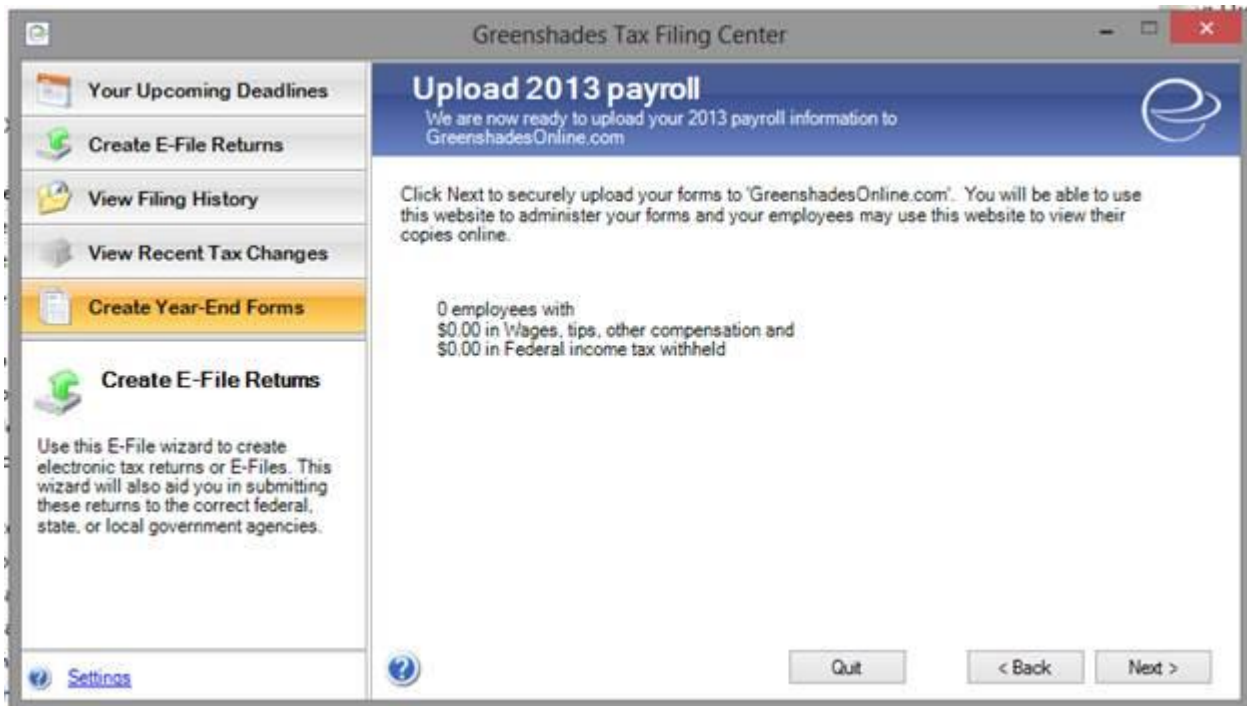 Greenshades Tax Filing Center
Your Upcoming Deadlines
Create E-File Returns
View Filing History
View Recent Tax Changes
Create Year-End Forms
Create E-File Returns
Use this E-File wizard to create
electronic tax returns or E-Files. This
wizard will also aid you in submitting
these returns to the correct federal,
state, or local government agencies.
Settings
Upload 2013 payroll
We are now ready to upload your 2013 payroll information to
GreenshadesOnline.com
Click Next to securely upload your forms to 'GreenshadesOnline.com'. You will be able to use
this website to administer your forms and your employees may use this website to view their
copies online.
0 employees with
$0.00 in Wages, tips, other compensation and
$0.00 in Federal income tax withheld
Quit
< Back
Next >